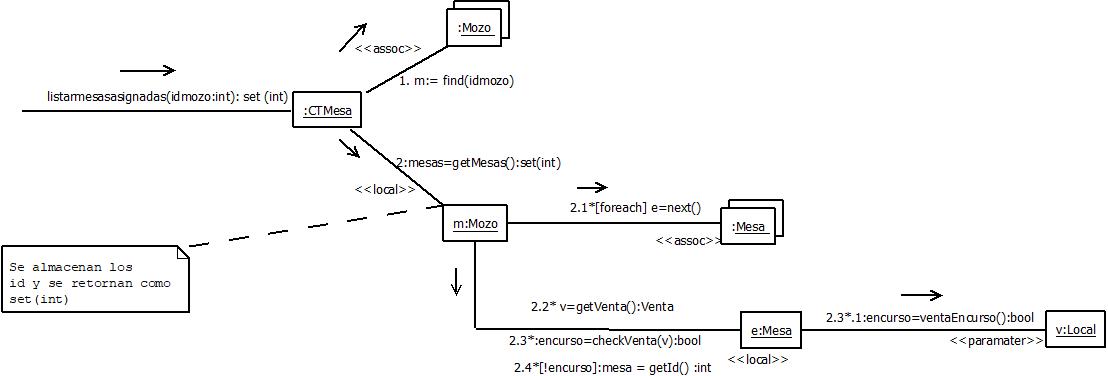 :Mozo
<<assoc>>
1. m:= find(idmozo)
listarmesasasignadas(idmozo:int): set (int)
:CTMesa
2:mesas=getMesas():set(int)
<<local>>
2.1*[foreach] e=next()
m:Mozo
:Mesa
<<assoc>>
Se almacenan los
id y se retornan como
set(int)
2.2* v=getVenta():Venta
2.3*.1:encurso=ventaEncurso():bool
e:Mesa
v:Local
2.3*:encurso=checkVenta(v):bool
<<paramater>>
<<local>>
2.4*[!encurso]:mesa = getId() :int